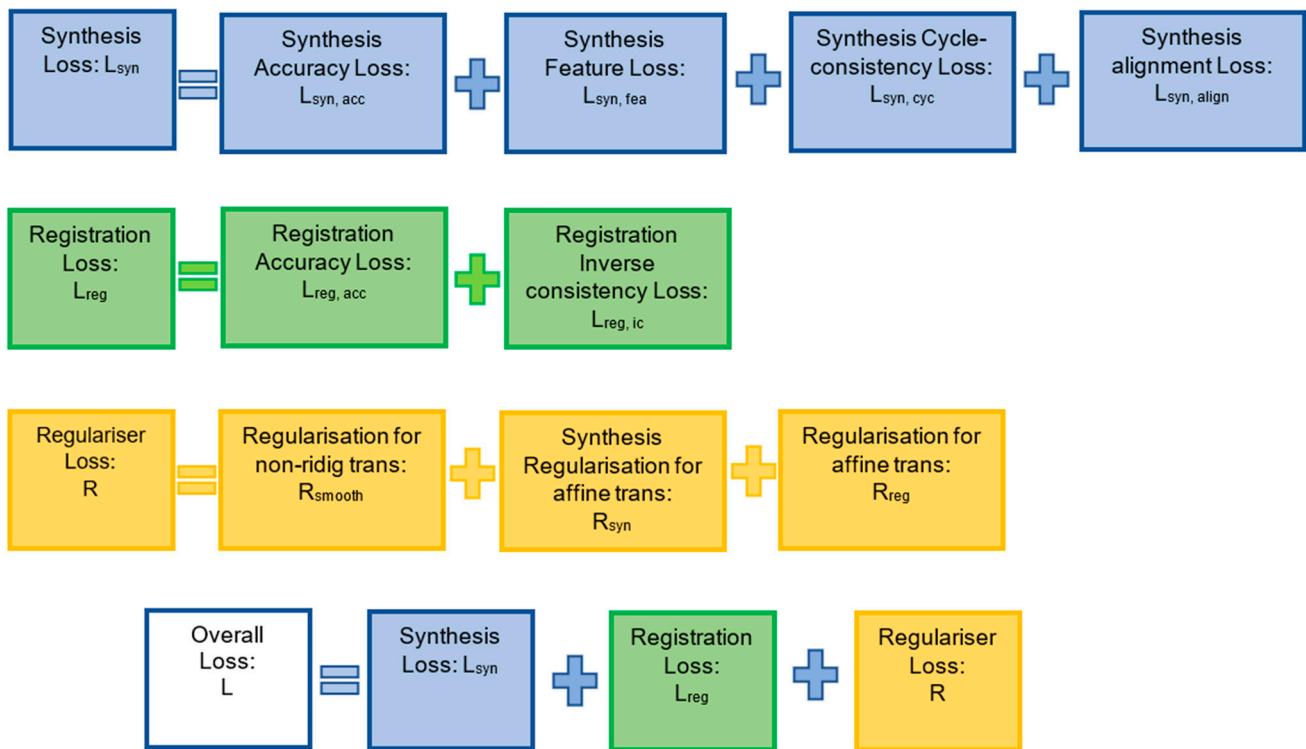 Synthesis
Loss: Lsyn
Synthesis
Accuracy Loss:
Lsyn, acc
Synthesis
Feature Loss:
Lsyn, fea
Synthesis Cycle-
consistency Loss:
Lsyn, cyc
Synthesis
alignment Loss:
Lsyn, align
Registration
Loss:
Lreg
Registration
Accuracy Loss:
Lreg, acc
Registration
Inverse
consistency Loss:
Lreg, ic
Regulariser
Loss:
R
Regularisation for
non-ridig trans:
Rsmooth
Synthesis
Regularisation for
affine trans:
Rsyn
Regularisation for
affine trans:
Rreg
Overall
Loss:
L
Synthesis
Loss: Lsyn
Registration
Loss:
Lreg
Regulariser
Loss:
R